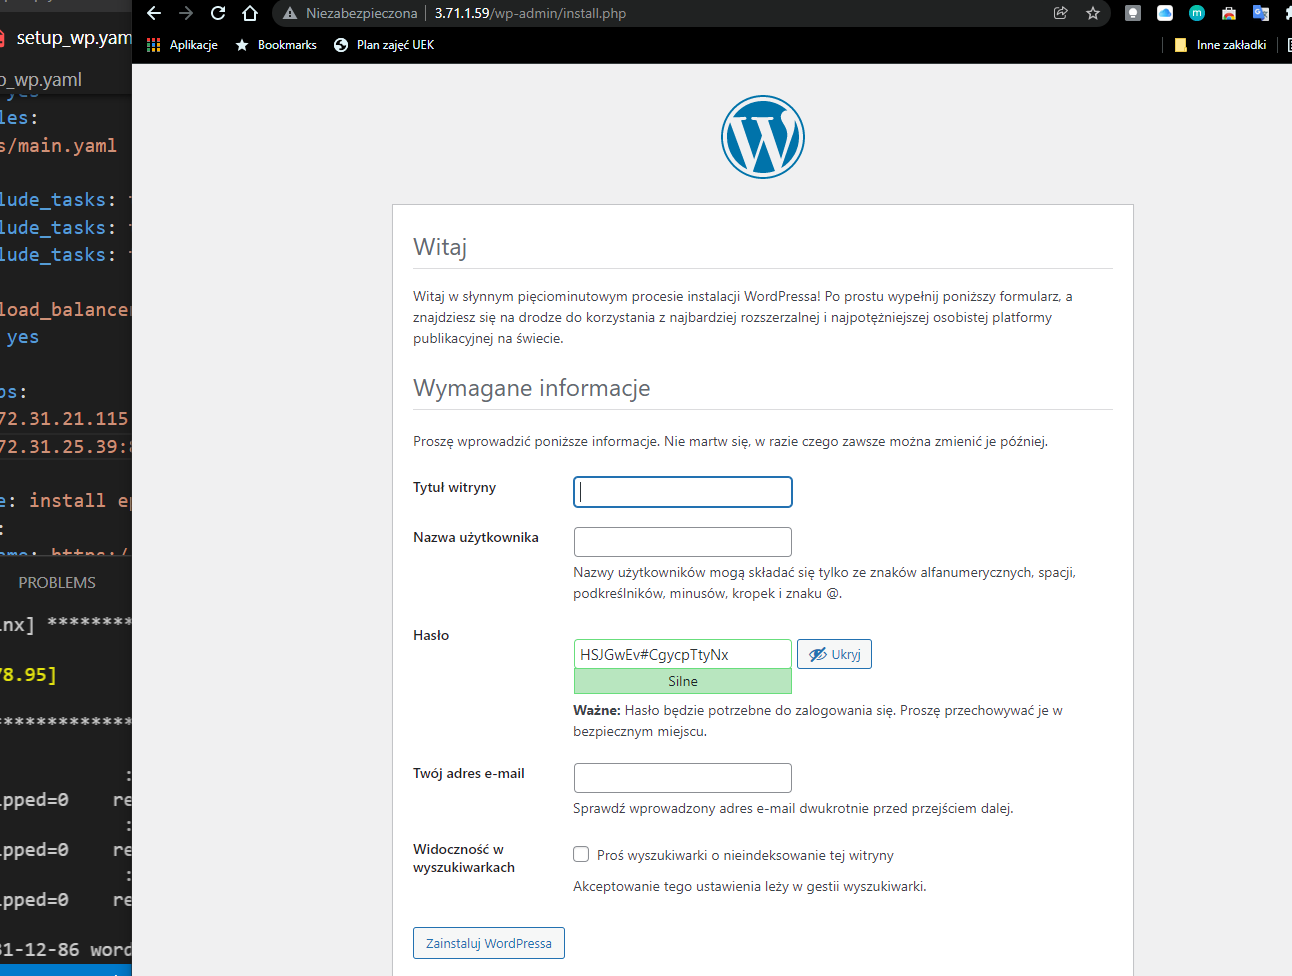 Niezabezpieczona 3.71.1.59/wp-admin/install.php
setup_wp.yam
Aplikacje Bookmarks Plan zajęć UEK Inne zakładki
_wp.yaml
yes
les:
/main.yaml
lude_tasks:
lude_tasks:
lude_tasks:
load_balancer
yes
os:
72.31.21.115
72.31.25.39:
e: install ep
:
ame: https:/
PROBLEMS
nx] ********
78.95]
*************
:
pped=0 re
:
pped=0 re
:
pped=0 re
31-12-86 word
Witaj
Witaj w słynnym pięciominutowym procesie instalacji WordPressa! Po prostu wypełnij poniższy formularz, a
znajdziesz się na drodze do korzystania z najbardziej rozszerzalnej i najpotężniejszej osobistej platformy
publikacyjnej na świecie.
Wymagane informacje
Proszę wprowadzić poniższe informacje. Nie martw się, w razie czego zawsze można zmienić je później.
Tytuł witryny
Nazwa użytkownika
Nazwy użytkowników mogą składać się tylko ze znaków alfanumerycznych, spacji,
podkreślników, minusów, kropek i znaku @.
Hasło
HSJGwEv#CgycpTtyNx Ukryj
Silne
Ważne: Hasło będzie potrzebne do zalogowania się. Proszę przechowywać je w
bezpiecznym miejscu.
Twój adres e-mail
Sprawdź wprowadzony adres e-mail dwukrotnie przed przejściem dalej.
Widoczność w
wyszukiwarkach
Proś wyszukiwarki o nieindeksowanie tej witryny
Akceptowanie tego ustawienia leży w gestii wyszukiwarki.
Zainstaluj WordPressa